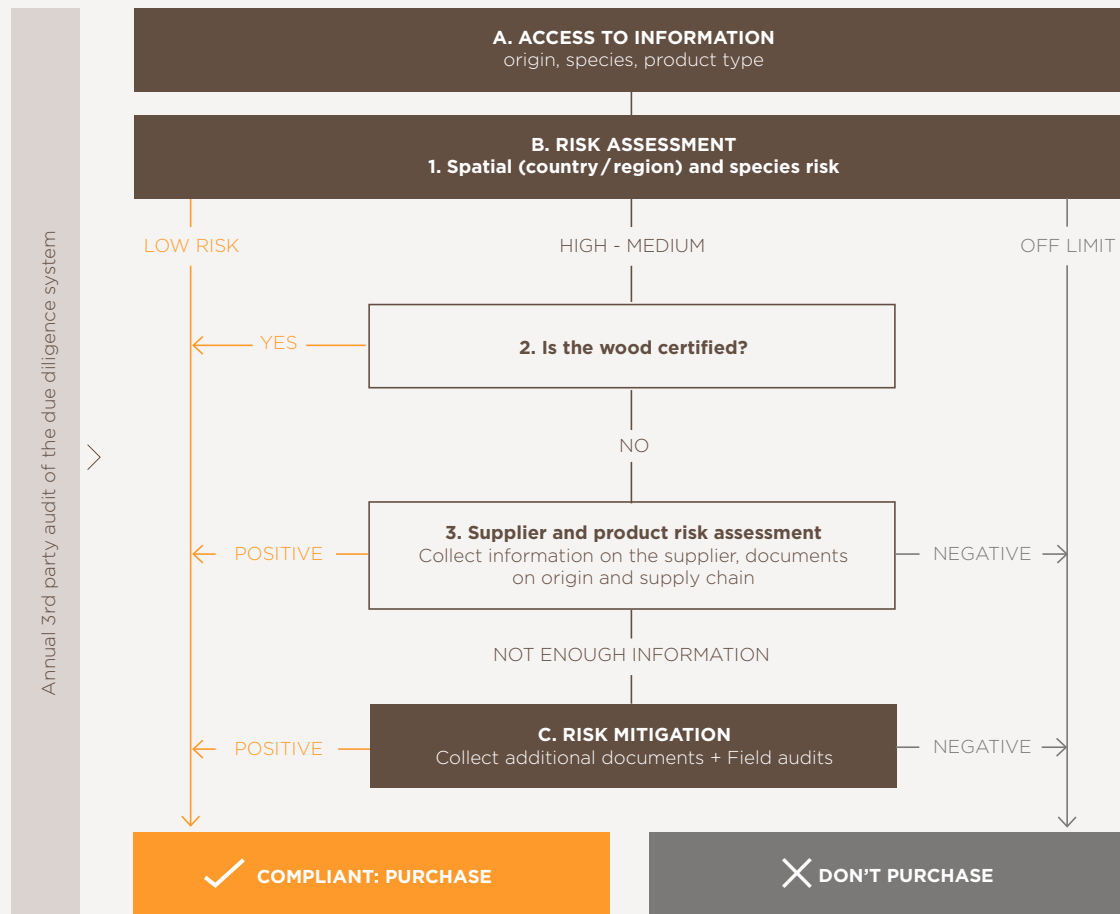 A. ACCESS TO INFORMATION
origin, species, product type
B. RISK ASSESSMENT
1. Spatial (country/region) and species risk
LOW RISK
HIGH - MEDIUM
OFF LIMIT
YES
2. Is the wood certified?
NO
3. Supplier and product risk assessment
Collect information on the supplier, documents
on origin and supply chain
POSITIVE
NEGATIVE
NOT ENOUGH INFORMATION
C. RISK MITIGATION
Collect additional documents + Field audits
POSITIVE
NEGATIVE
COMPLIANT: PURCHASE
DON'T PURCHASE
Annual 3rd party audit of the due diligence system